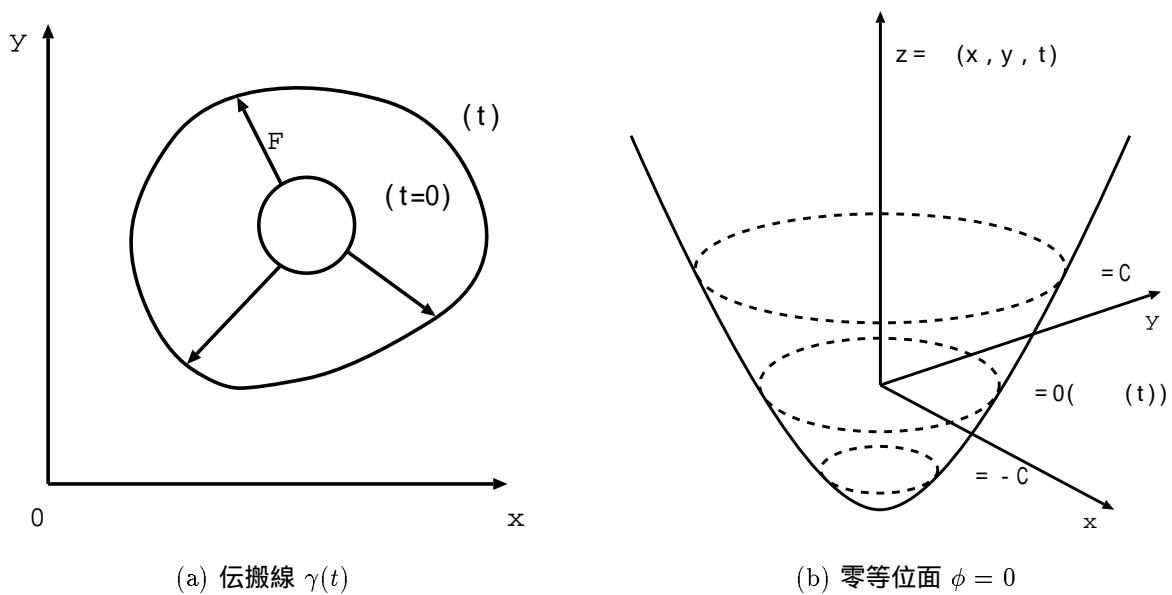 y
(t)
F
(t=0)
0
x
(a) 伝搬線 γ(t)
z = (x , y , t)
= C
y
= 0( (t))
= - C
x
(b) 零等位面 ϕ = 0